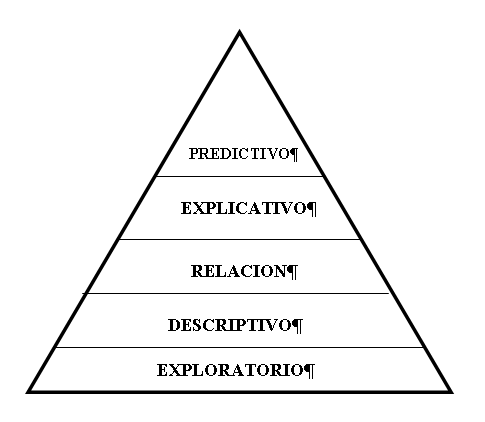 PREDICTIVO¶
EXPLICATIVO¶
RELACION¶
DESCRIPTIVO¶
EXPLORATORIO¶